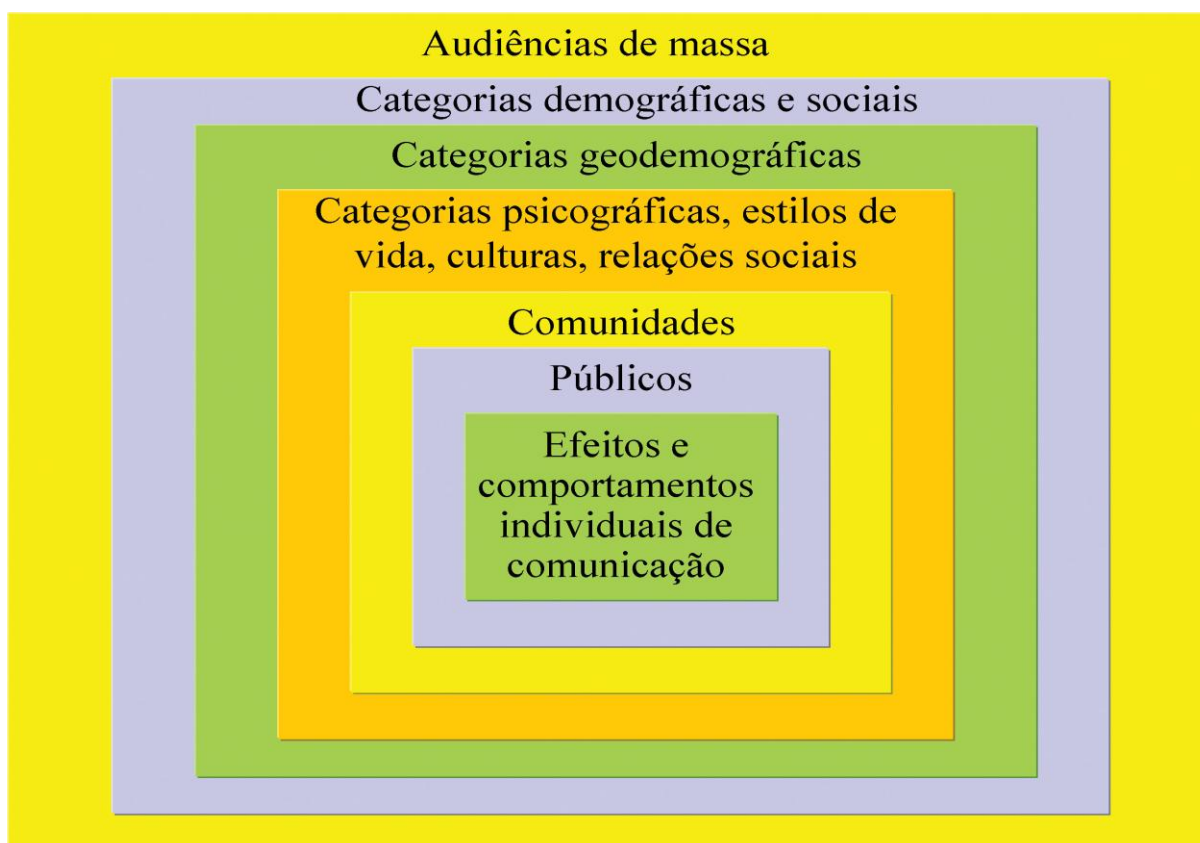 Audiências de massa
Categorias demográficas e sociais
Categorias geodemográficas
Categorias psicográficas, estilos de
vida, culturas, relações sociais
Comunidades
Públicos
Efeitos e
comportamentos
individuais de
comunicação